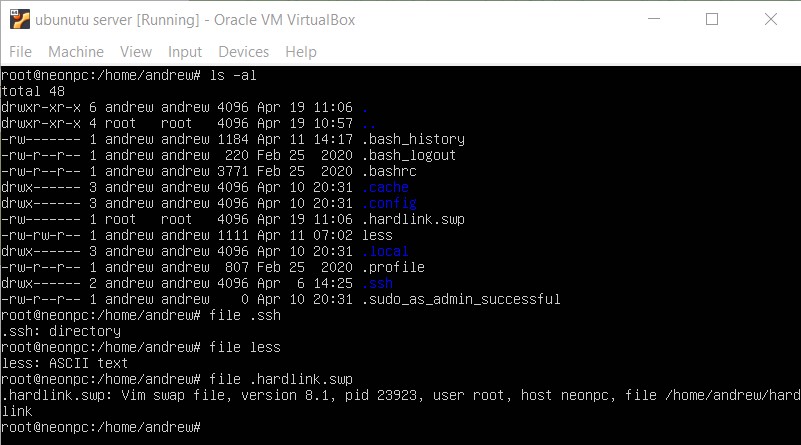 ubunutu server [Running] - Oracle VM VirtualBox
File Machine View Input Devices Help
root@neonpc:/home/andrew# ls -al
total 48
drwxr-xr-x 6 andrew andrew 4096 Apr 19 11:06 .
drwxr-xr-x 4 root   root   4096 Apr 19 10:57 ..
-rw------- 1 andrew andrew 1184 Apr 11 14:17 .bash_history
-rw-r--r-- 1 andrew andrew  220 Feb 25  2020 .bash_logout
-rw-r--r-- 1 andrew andrew 3771 Feb 25  2020 .bashrc
drwx------ 3 andrew andrew 4096 Apr 10 20:31 .cache
drwx------ 3 andrew andrew 4096 Apr 10 20:31 .config
-rw------- 1 root   root   4096 Apr 19 11:06 .hardlink.swp
-rw-rw-r-- 1 andrew andrew 1111 Apr 11 07:02 less
drwx------ 3 andrew andrew 4096 Apr 10 20:31 .local
-rw-r--r-- 1 andrew andrew  807 Feb 25  2020 .profile
drwx------ 2 andrew andrew 4096 Apr  6 14:25 .ssh
-rw-r--r-- 1 andrew andrew    0 Apr 10 20:31 .sudo_as_admin_successful
root@neonpc:/home/andrew# file .ssh
.ssh: directory
root@neonpc:/home/andrew# file less
less: ASCII text
root@neonpc:/home/andrew# file .hardlink.swp
.hardlink.swp: Vim swap file, version 8.1, pid 23923, user root, host neonpc, file /home/andrew/hard
link
root@neonpc:/home/andrew#